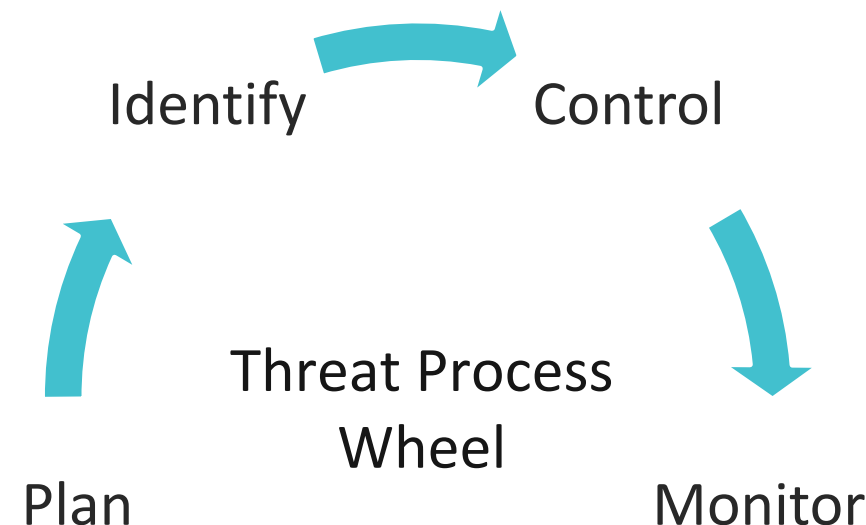 Identify
Control
Threat Process
Wheel
Plan
Monitor